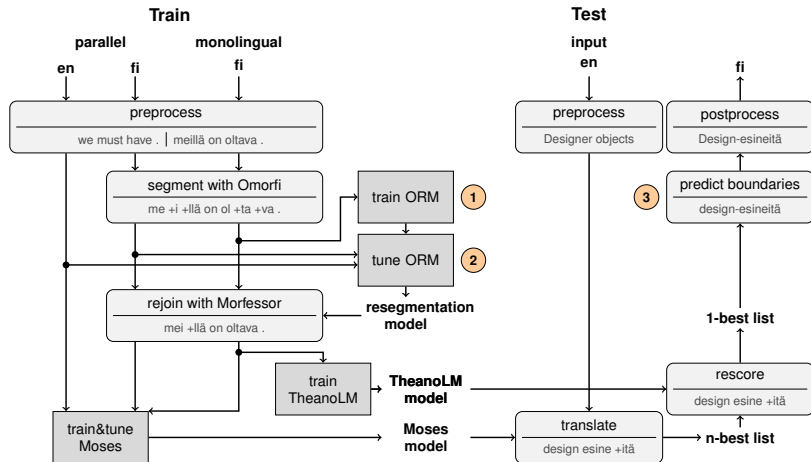 Train
Test
parallel
monolingual
input
en
fi
fi
en
fi
preprocess
we must have . | meillä on oltava .
preprocess
Designer objects
postprocess
Design-esineitä
segment with Omorfi
me +i +llä on ol +ta +va .
train ORM
1
3
predict boundaries
design-esineitä
tune ORM
2
rejoin with Morfessor
mei +llä on oltava .
resegmentation
model
1-best list
train
TheanoLM
TheanoLM
model
rescore
design esine +itä
train&tune
Moses
Moses
model
translate
design esine +itä
n-best list